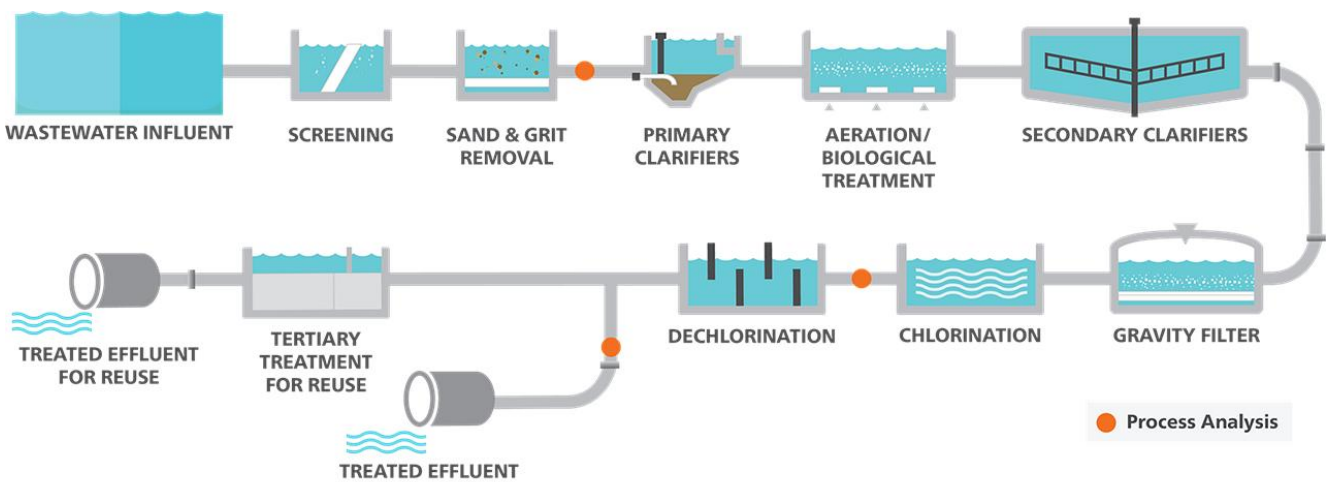 WASTEWATER INFLUENT
SCREENING
SAND & GRIT
REMOVAL
PRIMARY
CLARIFIERS
AERATION/
BIOLOGICAL
TREATMENT
SECONDARY CLARIFIERS
TREATED EFFLUENT
FOR REUSE
TERTIARY
TREATMENT
FOR REUSE
DECHLORINATION
CHLORINATION
GRAVITY FILTER
TREATED EFFLUENT
Process Analysis